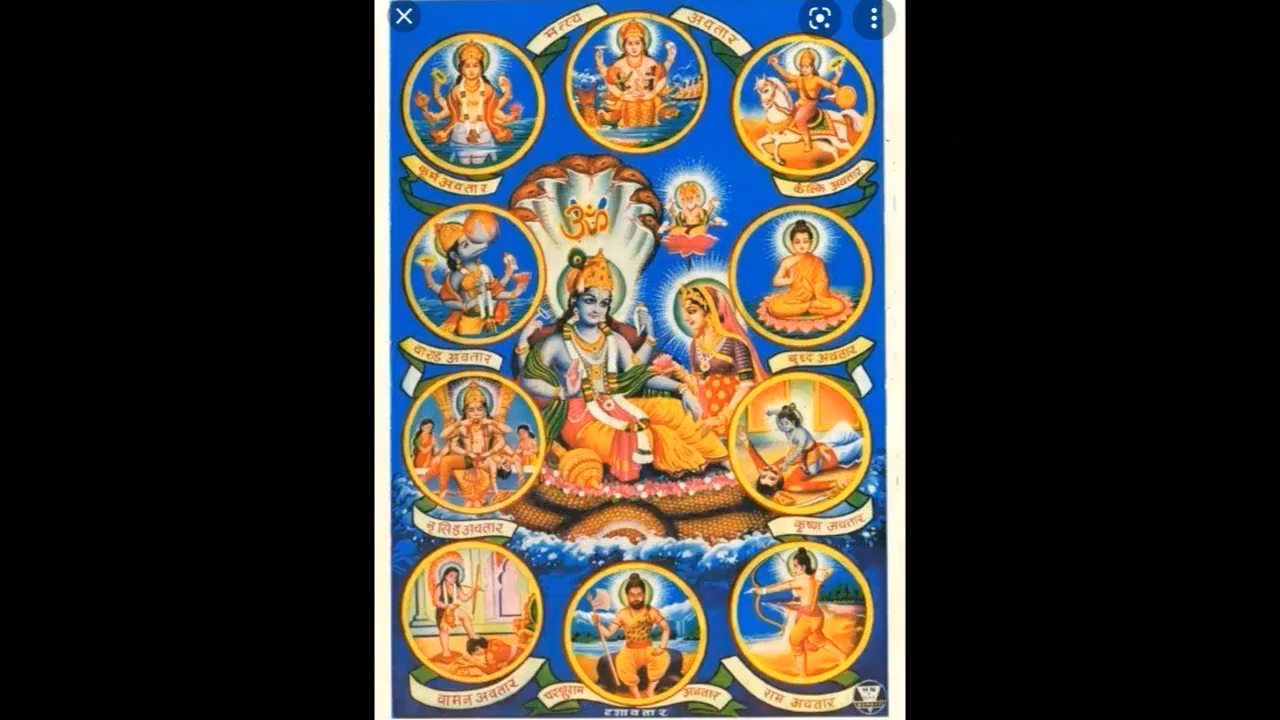 मत्स्य अवतार
कूर्म अवतार
कल्कि अवतार
ॐ
वाराह अवतार
बुध्द अवतार
नृसिंह अवतार
कृष्ण अवतार
वामन अवतार
परशुराम अवतार
राम अवतार
दशावतार